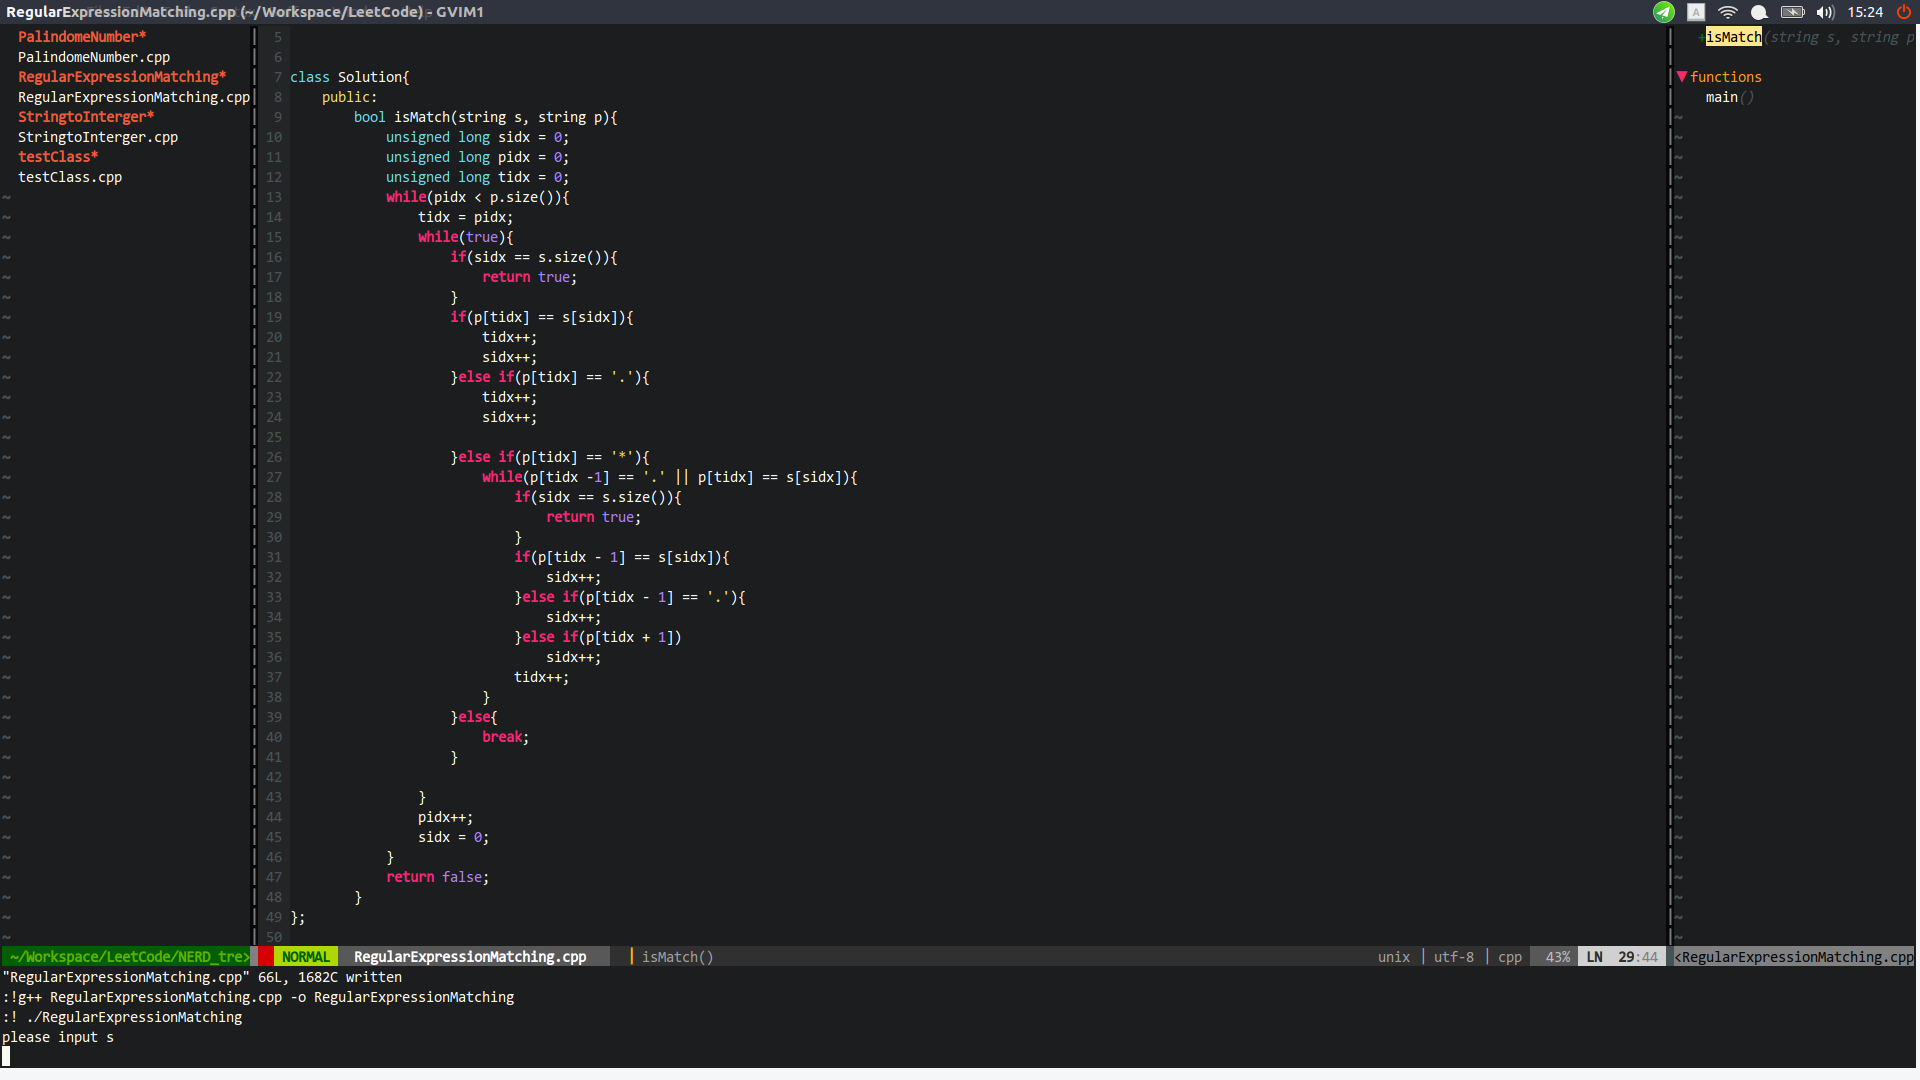 RegularExpressionMatching.cpp (~/Workspace/LeetCode) - GVIM1
A
15:24
PalindomeNumber*
PalindomeNumber.cpp
RegularExpressionMatching*
RegularExpressionMatching.cpp
StringtoInterger*
StringtoInterger.cpp
testClass*
testClass.cpp
5
6
7 class Solution{
8     public:
9         bool isMatch(string s, string p){
10             unsigned long sidx = 0;
11             unsigned long pidx = 0;
12             unsigned long tidx = 0;
13             while(pidx < p.size()){
14                 tidx = pidx;
15                 while(true){
16                     if(sidx == s.size()){
17                         return true;
18                     }
19                     if(p[tidx] == s[sidx]){
20                         tidx++;
21                         sidx++;
22                     }else if(p[tidx] == '.'){
23                         tidx++;
24                         sidx++;
25
26                     }else if(p[tidx] == '*'){
27                         while(p[tidx -1] == '.' || p[tidx] == s[sidx]){
28                             if(sidx == s.size()){
29                                 return true;
30                             }
31                             if(p[tidx - 1] == s[sidx]){
32                                 sidx++;
33                             }else if(p[tidx - 1] == '.'){
34                                 sidx++;
35                             }else if(p[tidx + 1])
36                                 sidx++;
37                             tidx++;
38                         }
39                     }else{
40                         break;
41                     }
42
43                 }
44                 pidx++;
45                 sidx = 0;
46             }
47             return false;
48         }
49 };
50
+isMatch(string s, string p
▼functions
main()
~/Workspace/LeetCode/NERD_tre>
NORMAL RegularExpressionMatching.cpp | isMatch() unix | utf-8 | cpp 43% LN 29:44
<RegularExpressionMatching.cpp
"RegularExpressionMatching.cpp" 66L, 1682C written
:!g++ RegularExpressionMatching.cpp -o RegularExpressionMatching
:! ./RegularExpressionMatching
please input s